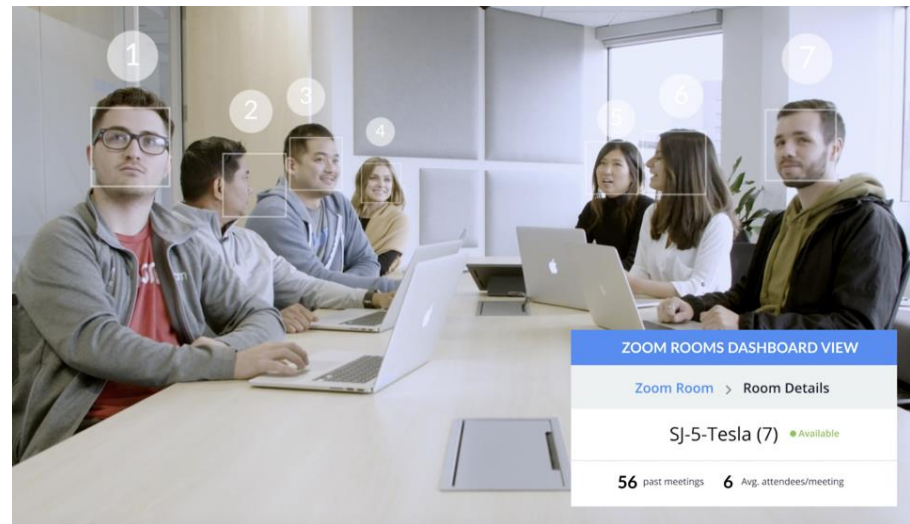 1
2
3
4
5
6
7
ZOOM ROOMS DASHBOARD VIEW
Zoom Room > Room Details
SJ-5-Tesla (7) Available
56 past meetings 6 Avg. attendees/meeting